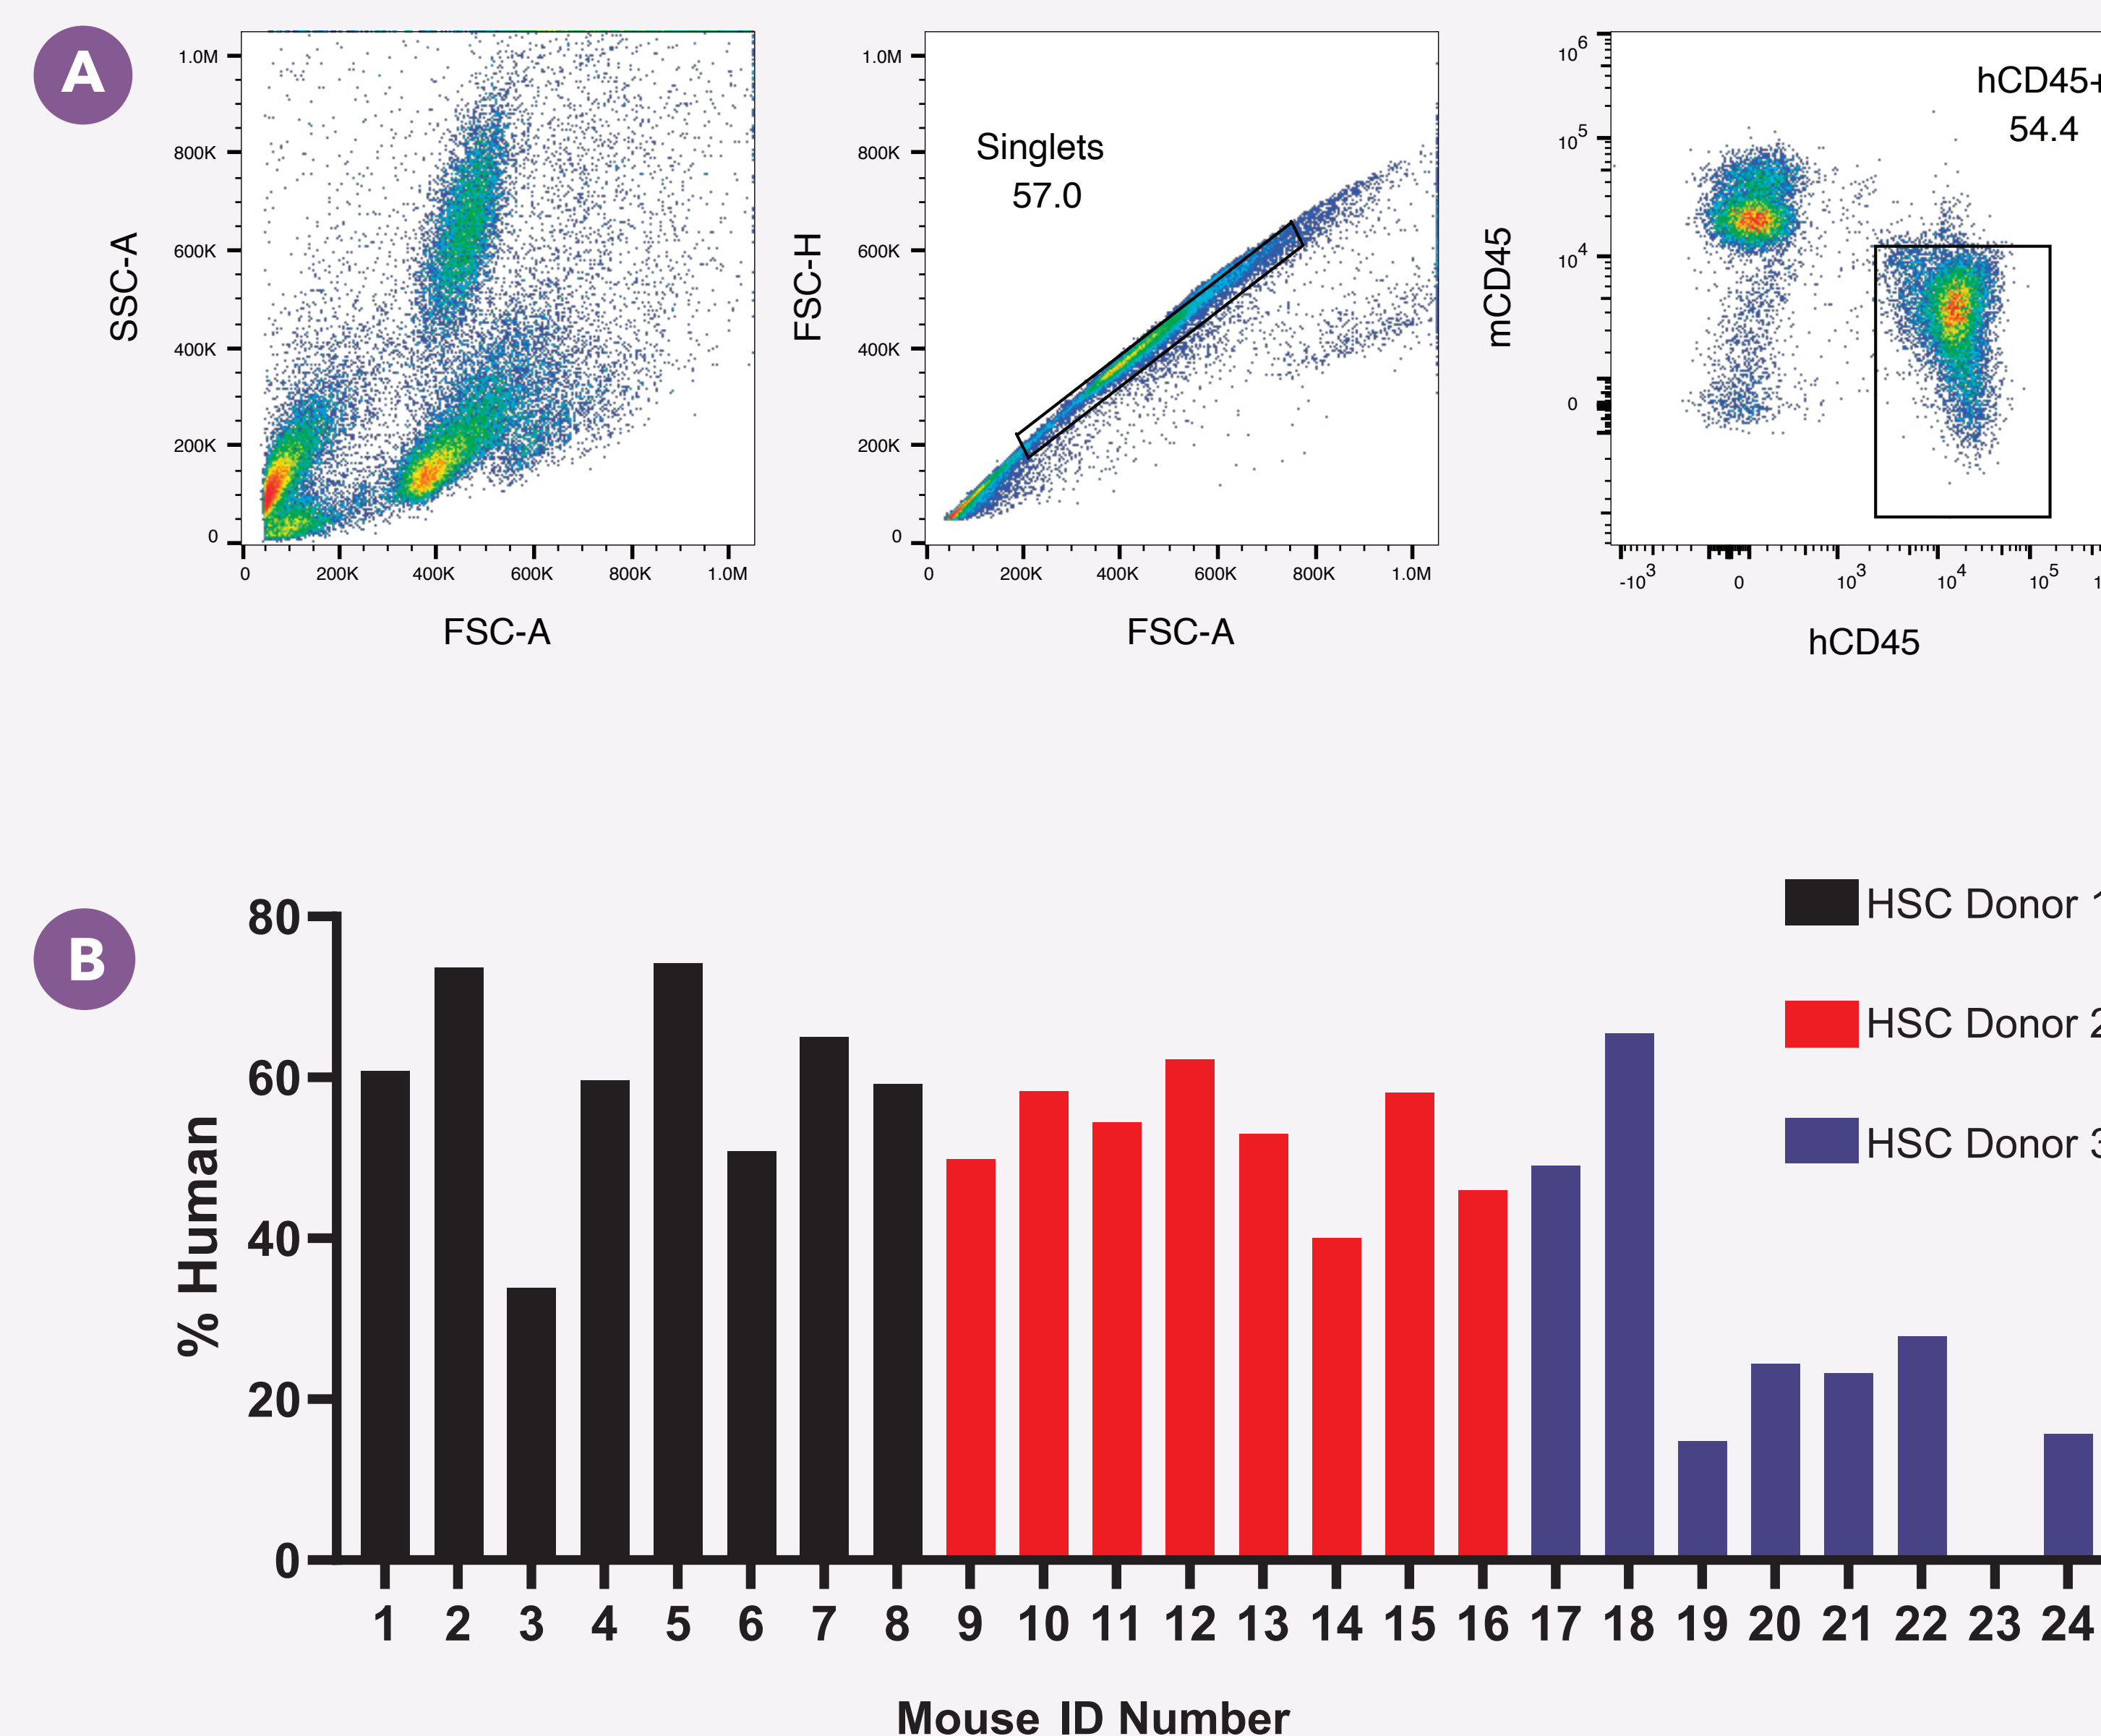 A
1.0M
800K
600K
400K
200K
0
SSC-A
0 200K 400K 600K 800K 1.0M
FSC-A
Singlets
57.0
1.0M
800K
600K
400K
200K
0
FSC-H
0 200K 400K 600K 800K 1.0M
FSC-A
hCD45+
54.4
10^6
10^5
10^4
0
mCD45
-10^3 0 10^3 10^4 10^5 1
hCD45
B
80
60
40
20
0
% Human
HSC Donor 1
HSC Donor 2
HSC Donor 3
1 2 3 4 5 6 7 8 9 10 11 12 13 14 15 16 17 18 19 20 21 22 23 24
Mouse ID Number